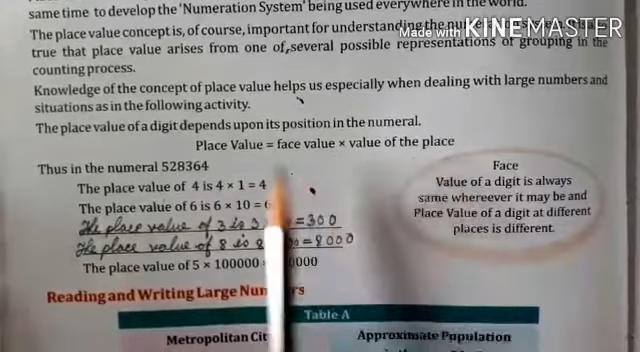 same time to develop the 'Numeration System' being used everywhere in the world.
The place value concept is, of course, important for understanding the
Made with KINEMASTER
true that place value arises from one of several possible representations of grouping in the
counting process.
Knowledge of the concept of place value helps us especially when dealing with large numbers and
situations as in the following activity.
The place value of a digit depends upon its position in the numeral.
Place Value = face value × value of the place
Thus in the numeral 528364
The place value of 4 is 4 × 1 = 4
The place value of 6 is 6 × 10 =
The place value of 3 is 3 =300
The place value of 8 is 8 =8000
The place value of 5 × 100000
Face
Value of a digit is always
same whereever it may be and
Place Value of a digit at different
places is different.
Reading and Writing Large
Table A
Metropolitan
Approximate Population